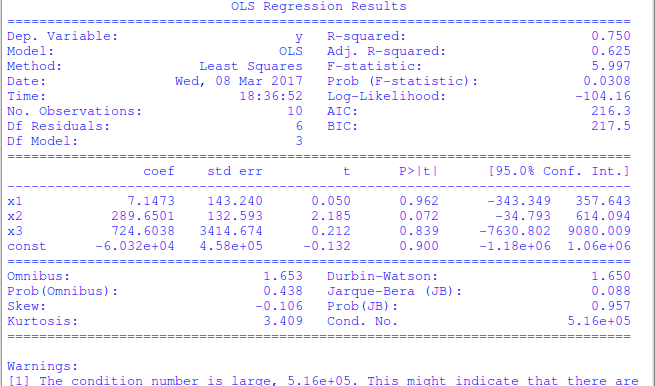 OLS Regression Results
==============================================================================
Dep. Variable: y R-squared: 0.750
Model: OLS Adj. R-squared: 0.625
Method: Least Squares F-statistic: 5.997
Date: Wed, 08 Mar 2017 Prob (F-statistic): 0.0308
Time: 18:36:52 Log-Likelihood: -104.16
No. Observations: 10 AIC: 216.3
Df Residuals: 6 BIC: 217.5
Df Model: 3
==============================================================================
coef std err t P>|t| [95.0% Conf. Int.]
------------------------------------------------------------------------------
x1 7.1473 143.240 0.050 0.962 -343.349 357.643
x2 289.6501 132.593 2.185 0.072 -34.793 614.094
x3 724.6038 3414.674 0.212 0.839 -7630.802 9080.009
const -6.032e+04 4.58e+05 -0.132 0.900 -1.18e+06 1.06e+06
==============================================================================
Omnibus: 1.653 Durbin-Watson: 1.650
Prob(Omnibus): 0.438 Jarque-Bera (JB): 0.088
Skew: -0.106 Prob(JB): 0.957
Kurtosis: 3.409 Cond. No. 5.16e+05
==============================================================================
Warnings:
[1] The condition number is large, 5.16e+05. This might indicate that there are